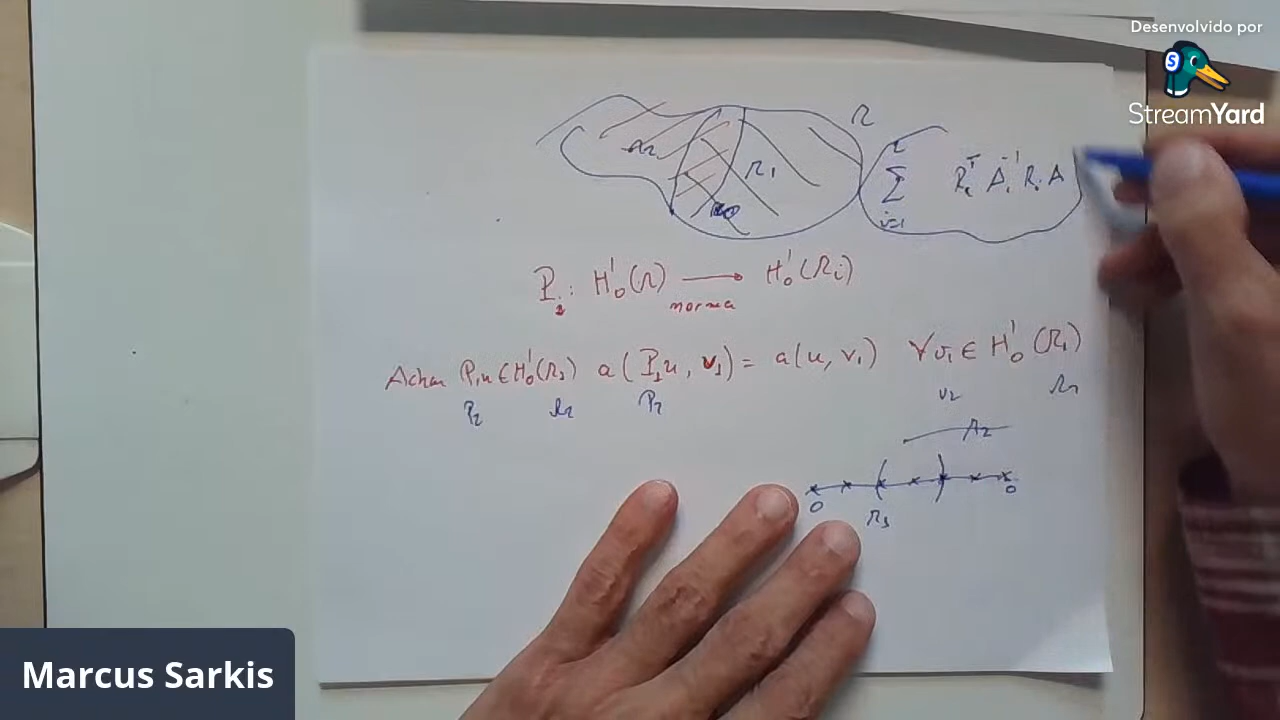 Desenvolvido por
StreamYard
Ω
Ω₂
Ω₁
2
∑ Rᵢᵀ Aᵢ⁻¹ Rᵢ A
i=1
Pᵢ : H¹₀(Ω) → H¹₀(Ωᵢ)
norma
Achar P₁u ∈ H¹₀(Ω₁) a(P₁u, v₁) = a(u, v₁) ∀ v₁ ∈ H¹₀(Ω₁)
P₂ Ω₂ P₂ v₂
Ω₂
0 0
Ω₁
Marcus Sarkis